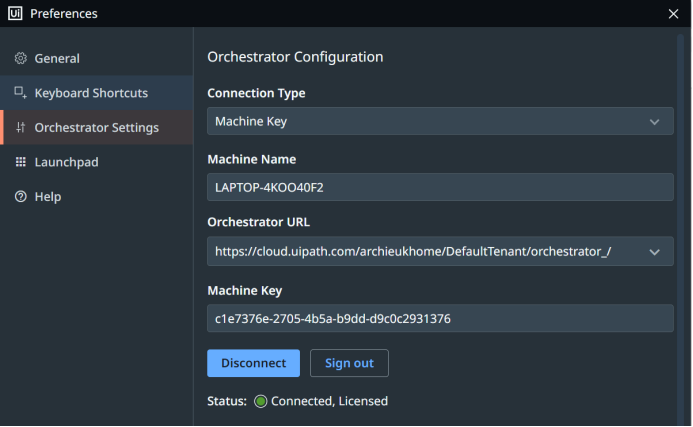 Ui Preferences
General
Keyboard Shortcuts
Orchestrator Settings
Launchpad
Help
Orchestrator Configuration
Connection Type
Machine Key
Machine Name
LAPTOP-4KOO40F2
Orchestrator URL
https://cloud.uipath.com/archieukhome/DefaultTenant/orchestrator_/
Machine Key
c1e7376e-2705-4b5a-b9dd-d9c0c2931376
Disconnect Sign out
Status: Connected, Licensed